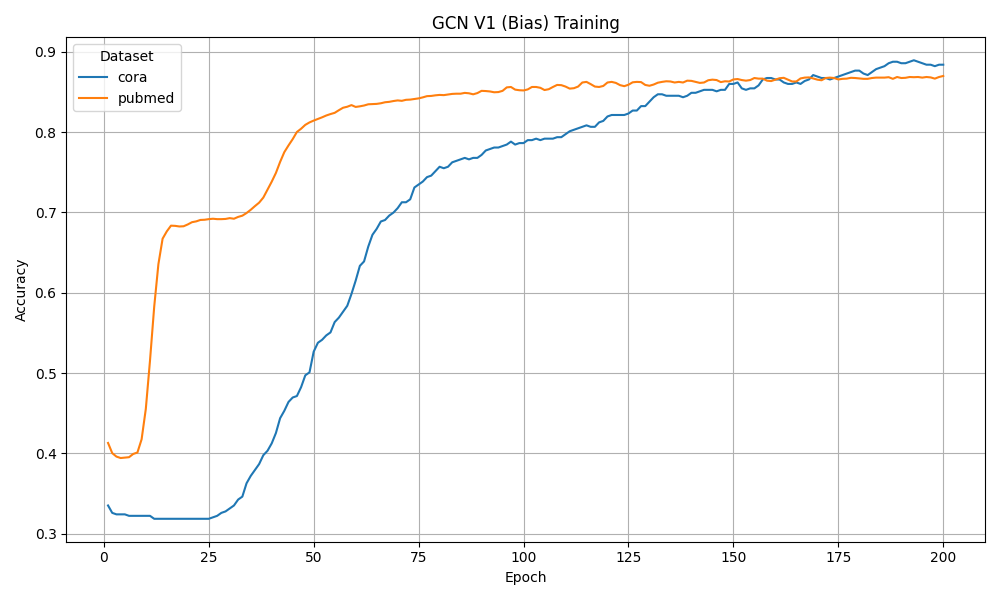 GCN V1 (Bias) Training
Dataset
cora
pubmed
Accuracy
0.9
0.8
0.7
0.6
0.5
0.4
0.3
0 25 50 75 100 125 150 175 200
Epoch